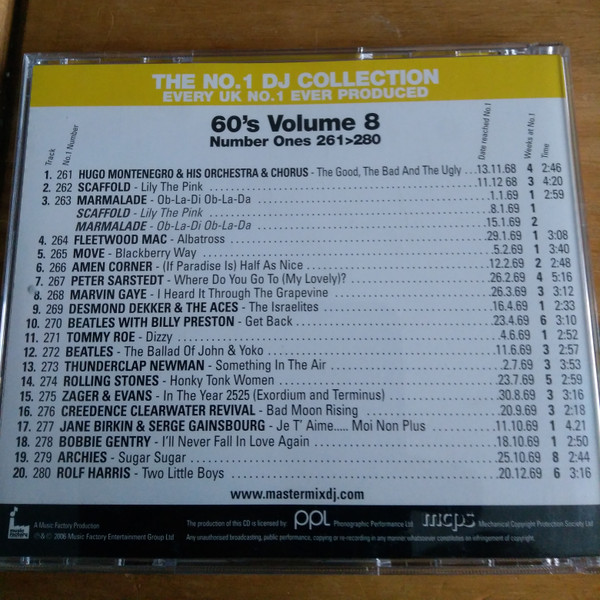 THE NO.1 DJ COLLECTION
EVERY UK NO.1 EVER PRODUCED
60's Volume 8
Number Ones 261>280
Track No.1 Number Date reached No.1 Weeks at No.1 Time
1. 261 HUGO MONTENEGRO & HIS ORCHESTRA & CHORUS - The Good, The Bad And The Ugly ...13.11.68 4 2:46
2. 262 SCAFFOLD - Lily The Pink ........ 11.12 68 3 4:20
3. 263 MARMALADE - Ob-La-Di Ob-La-Da ........ 1.1.69 1 2:59
SCAFFOLD - Lily The Pink ........ 8.1.69 1
MARMALADE - Ob-La-Di Ob-La-Da ........ 15.1.69 2
4. 264 FLEETWOOD MAC - Albatross ........ 29.1.69 1 3:08
5. 265 MOVE - Blackberry Way ........ 5.2.69 1 3:40
6. 266 AMEN CORNER - (If Paradise Is) Half As Nice ........ 12.2.69 2 2:48
7. 267 PETER SARSTEDT - Where Do You Go To (My Lovely)? ........ 26.2.69 4 5:16
8. 268 MARVIN GAYE - I Heard It Through The Grapevine ........ 26.3.69 3 3:12
9. 269 DESMOND DEKKER & THE ACES - The Israelites ........ 16.4.69 1 2:33
10. 270 BEATLES WITH BILLY PRESTON - Get Back ........ 23.4.69 6 3:10
11. 271 TOMMY ROE - Dizzy ........ 4.6.69 1 2:52
12. 272 BEATLES - The Ballad Of John & Yoko ........ 11.6.69 3 2:57
13. 273 THUNDERCLAP NEWMAN - Something In The Air ........ 2.7.69 3 3:53
14. 274 ROLLING STONES - Honky Tonk Women ........ 23.7.69 5 2:59
15. 275 ZAGER & EVANS - In The Year 2525 (Exordium and Terminus) ........ 30.8.69 3 3:16
16. 276 CREEDENCE CLEARWATER REVIVAL - Bad Moon Rising ........ 20.9.69 3 2:18
17. 277 JANE BIRKIN & SERGE GAINSBOURG - Je T' Aime..... Moi Non Plus ........ 11.10.69 1 4.21
18. 278 BOBBIE GENTRY - I'll Never Fall In Love Again ........ 18.10.69 1 2:50
19. 279 ARCHIES - Sugar Sugar ........ 25.10.69 8 2:44
20. 280 ROLF HARRIS - Two Little Boys ........ 20.12.69 6 3:16
www.mastermixdj.com
A Music Factory Production
℗ & © 2006 Music Factory Entertainment Group Ltd
The production of this CD is licensed by ppl Phonographic Performance Ltd mcps Mechanical Copyright Protection Society Ltd
Any unauthorised broadcasting, public performance, copying or re-recording in any manner whatsoever constitutes an infringement of copyright